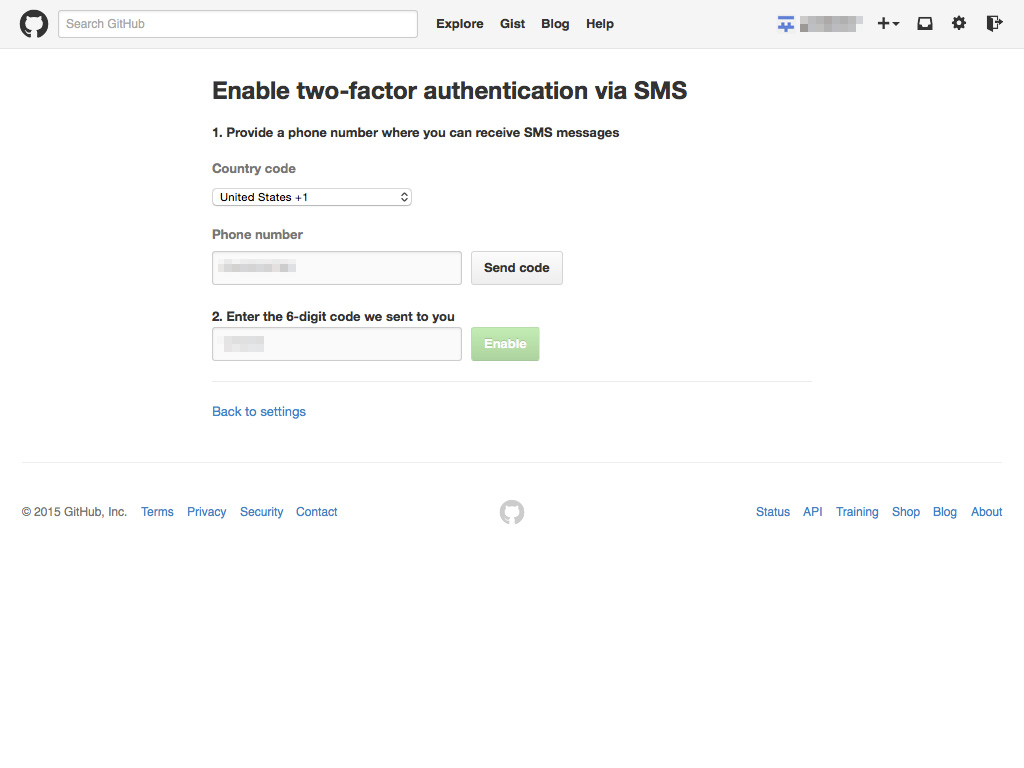 Search GitHub Explore Gist Blog Help
Enable two-factor authentication via SMS
1. Provide a phone number where you can receive SMS messages
Country code
United States +1
Phone number
Send code
2. Enter the 6-digit code we sent to you
Enable
Back to settings
© 2015 GitHub, Inc. Terms Privacy Security Contact Status API Training Shop Blog About